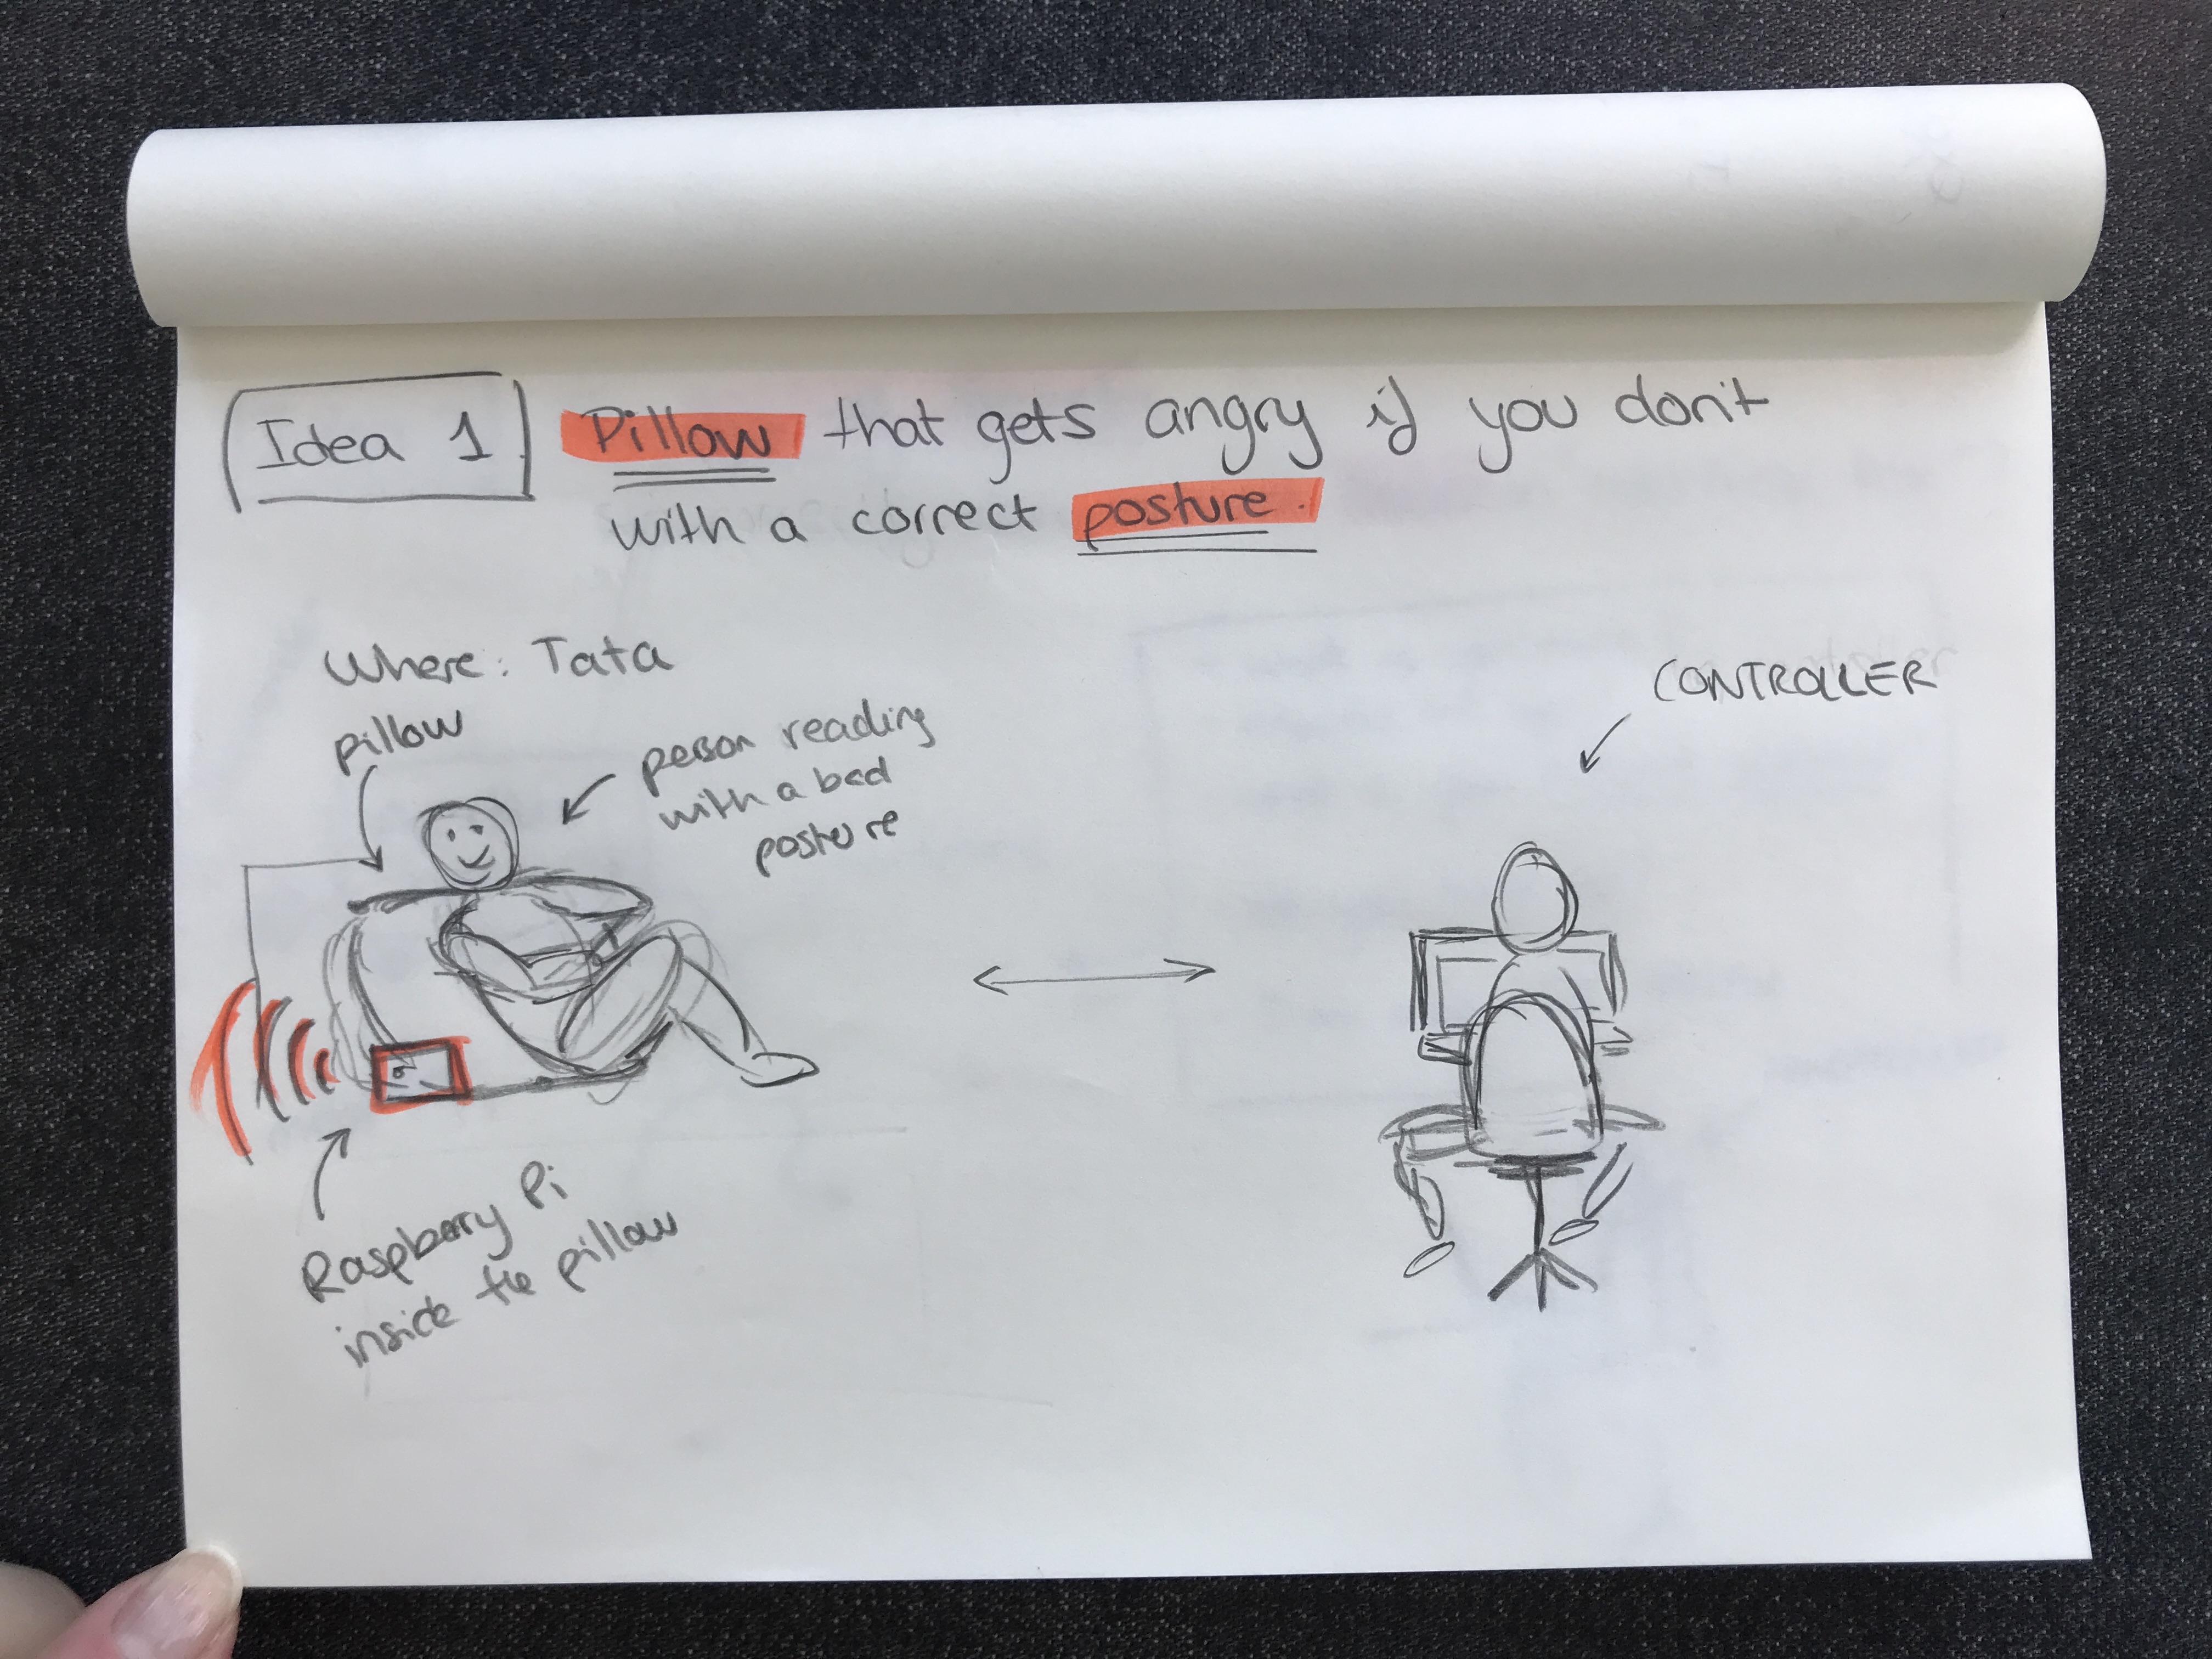 Idea 1 Pillow that gets angry if you don't
with a correct posture.
Where: Tata
pillow
person reading
with a bad
posture
CONTROLLER
Raspberry Pi
inside the pillow